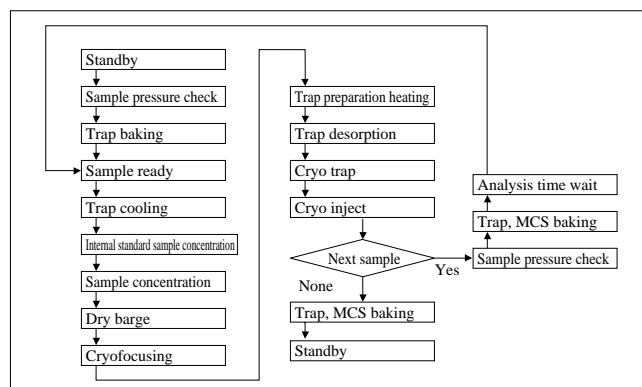 Standby
Sample pressure check
Trap baking
Sample ready
Trap cooling
Internal standard sample concentration
Sample concentration
Dry barge
Cryofocusing
Trap preparation heating
Trap desorption
Cryo trap
Cryo inject
Next sample
Yes
None
Trap, MCS baking
Standby
Sample pressure check
Trap, MCS baking
Analysis time wait